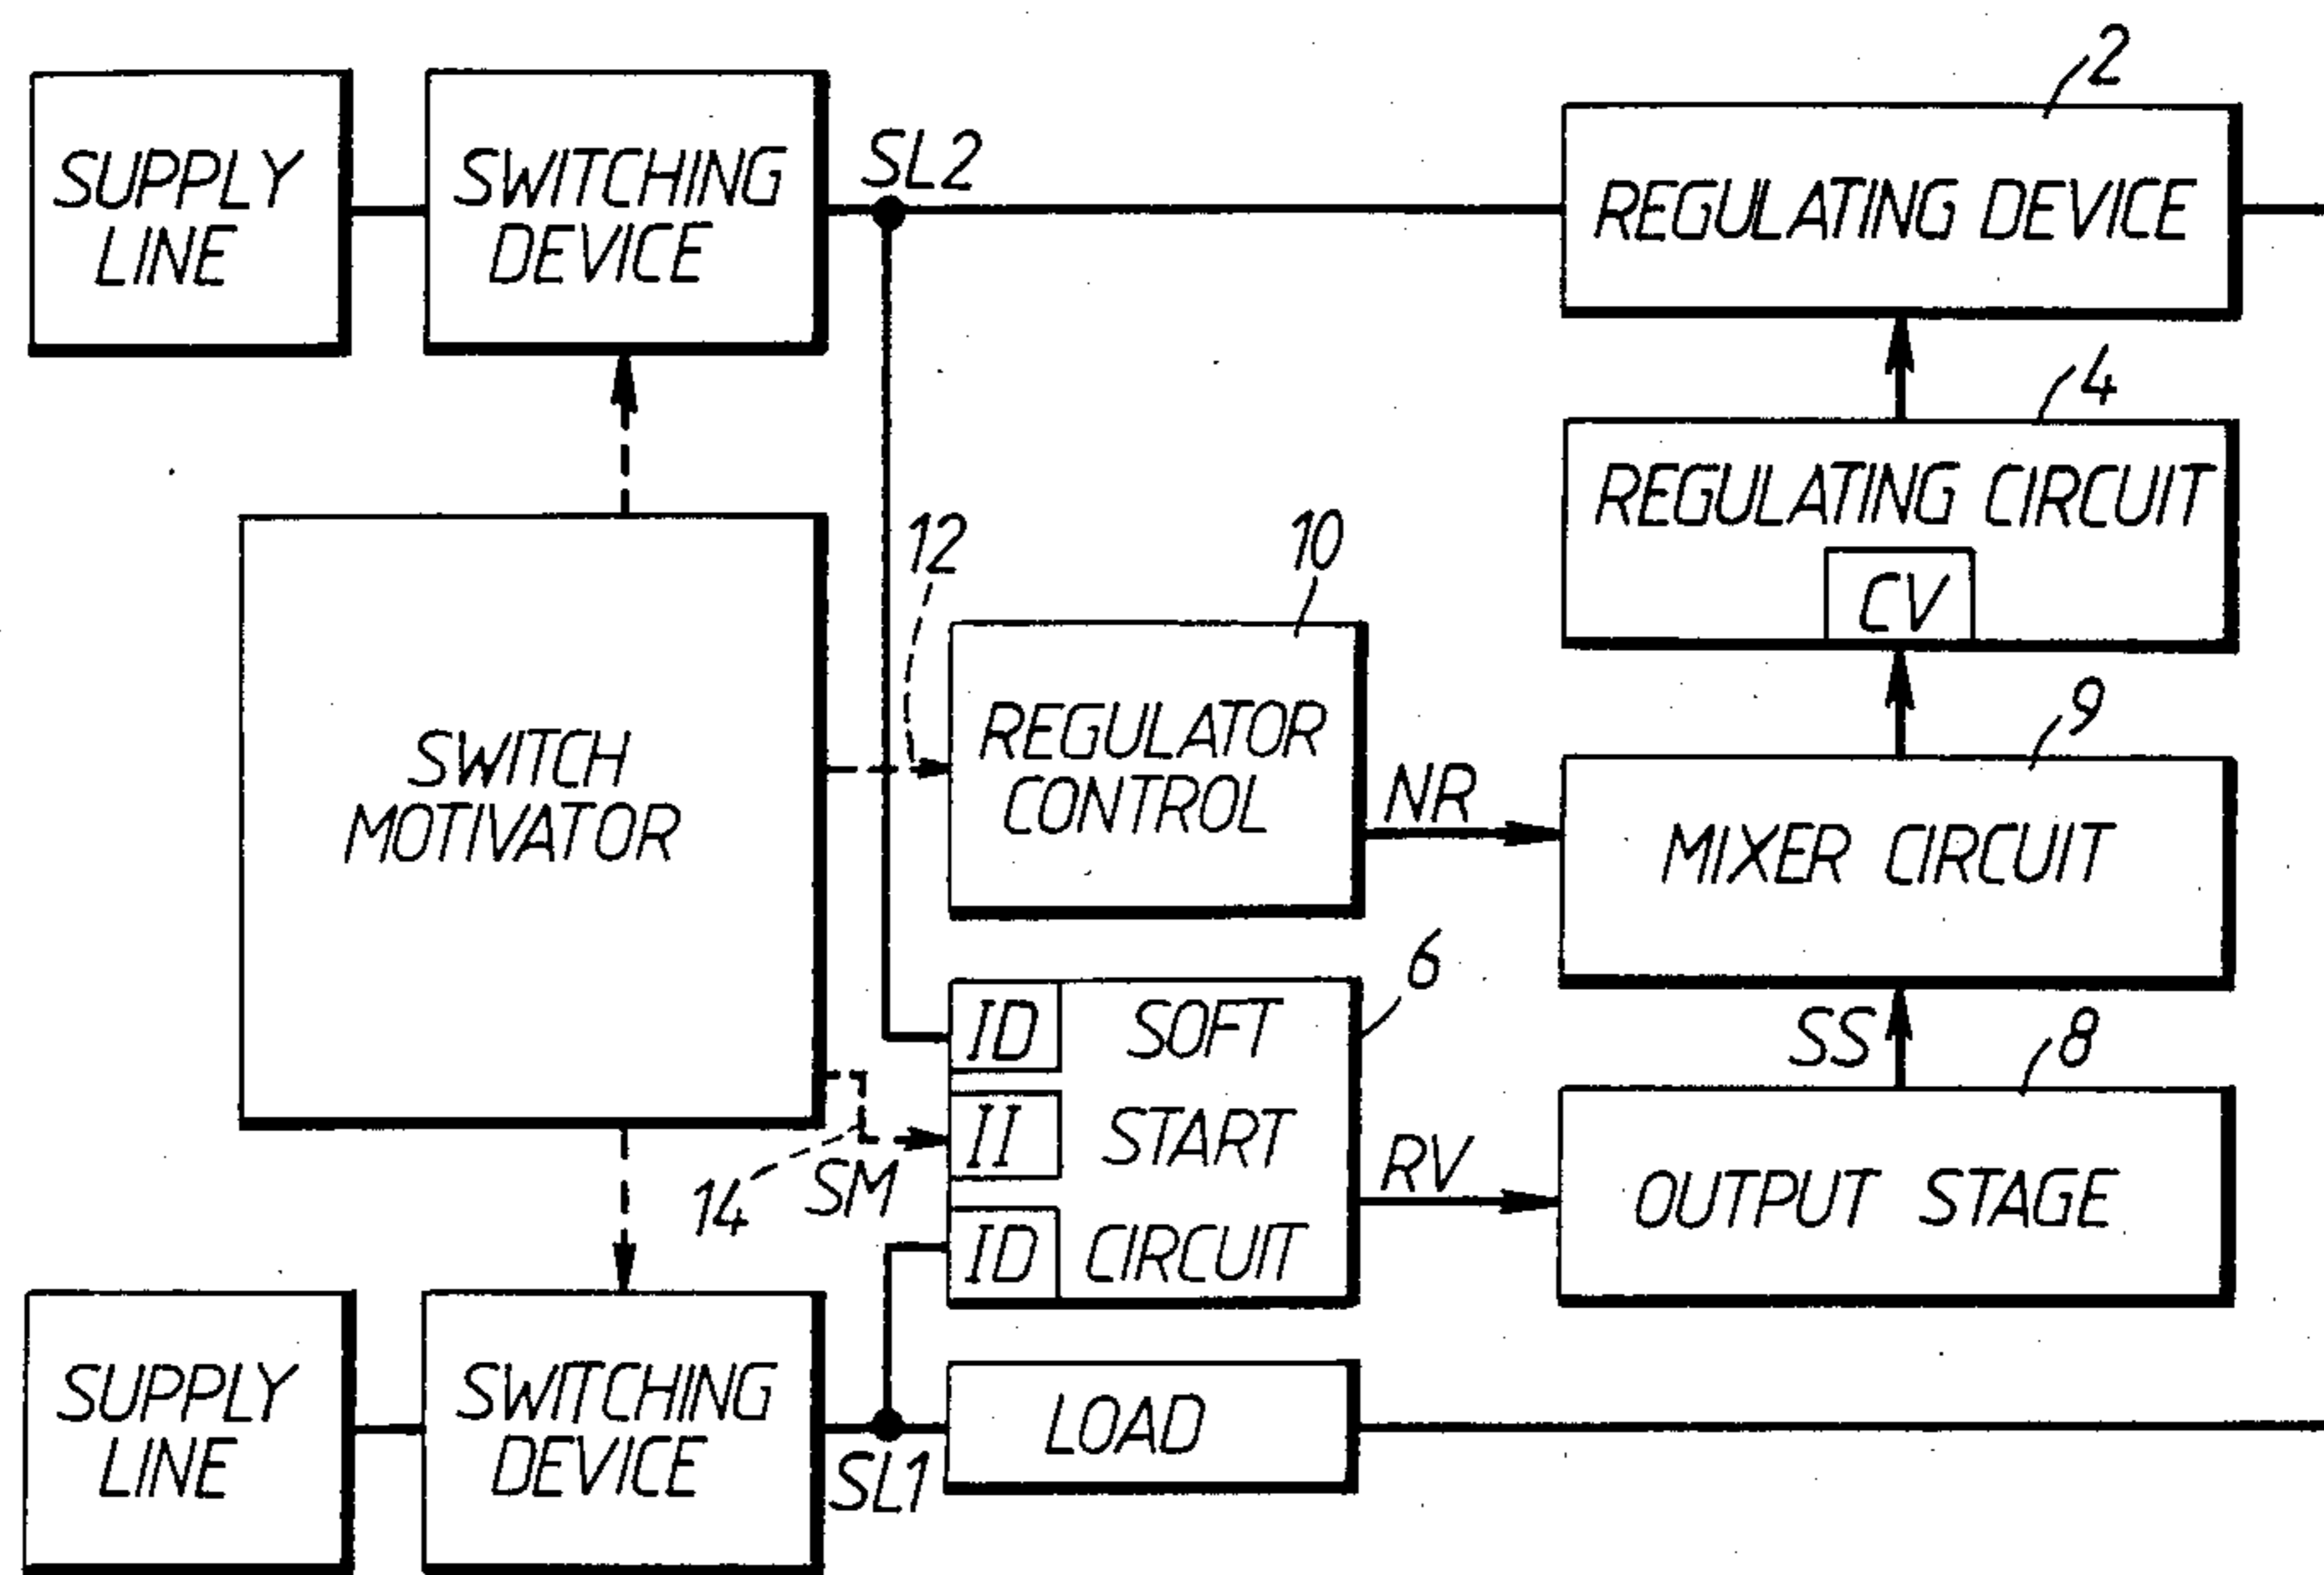 2
SUPPLY
LINE
SWITCHING
DEVICE
SL2
REGULATING DEVICE
4
REGULATING CIRCUIT
CV
12
10
SWITCH
MOTIVATOR
REGULATOR
CONTROL
NR
9
MIXER CIRCUIT
6
ID
SOFT
SS
8
II
START
14
SM
RV
OUTPUT STAGE
ID
CIRCUIT
SUPPLY
LINE
SWITCHING
DEVICE
SL1
LOAD